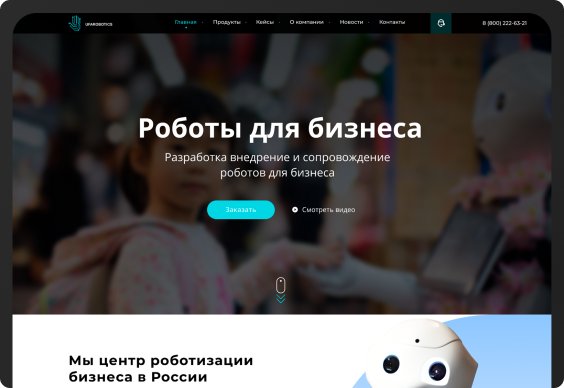 UFAROBOTICS
Главная
Продукты
Кейсы
О компании
Новости
Контакты
8 (800) 222-63-21
Роботы для бизнеса
Разработка внедрение и сопровождение
роботов для бизнеса
Заказать
Смотреть видео
Мы центр роботизации
бизнеса в России